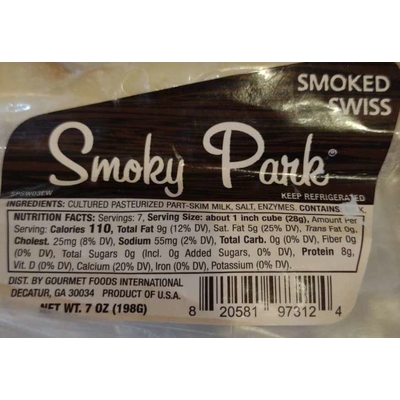 SMOKED
SWISS
Smoky Park®
SPSW03EW
KEEP REFRIGERATED
INGREDIENTS: CULTURED PASTEURIZED PART-SKIM MILK, SALT, ENZYMES. CONTAINS
NUTRITION FACTS: Servings: 7, Serving Size: about 1 inch cube (28g), Amount Per
Serving: Calories 110, Total Fat 9g (12% DV), Sat. Fat 5g (25% DV), Trans Fat 0g,
Cholest. 25mg (8% DV), Sodium 55mg (2% DV), Total Carb. 0g (0% DV), Fiber 0g
(0% DV), Total Sugars 0g (Incl. 0g Added Sugars, 0% DV), Protein 8g,
Vit. D (0% DV), Calcium (20% DV), Iron (0% DV), Potassium (0% DV).
DIST. BY GOURMET FOODS INTERNATIONAL
DECATUR, GA 30034 PRODUCT OF U.S.A.
NET WT. 7 OZ (198G)
8 20581 97312 4